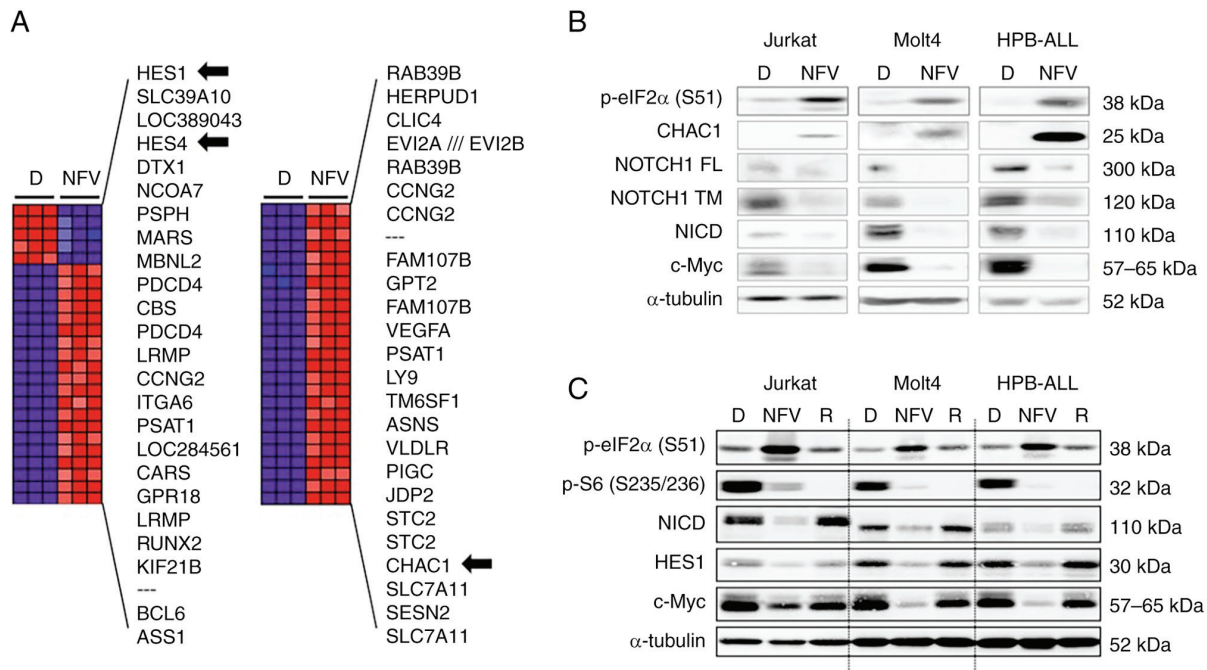 A
D NFV
HES1
SLC39A10
LOC389043
HES4
DTX1
NCOA7
PSPH
MARS
MBNL2
PDCD4
CBS
PDCD4
LRMP
CCNG2
ITGA6
PSAT1
LOC284561
CARS
GPR18
LRMP
RUNX2
KIF21B
---
BCL6
ASS1
D NFV
RAB39B
HERPUD1
CLIC4
EVI2A /// EVI2B
RAB39B
CCNG2
CCNG2
---
FAM107B
GPT2
FAM107B
VEGFA
PSAT1
LY9
TM6SF1
ASNS
VLDLR
PIGC
JDP2
STC2
STC2
CHAC1
SLC7A11
SESN2
SLC7A11
B
Jurkat Molt4 HPB-ALL
D NFV D NFV D NFV
p-eIF2α (S51) 38 kDa
CHAC1 25 kDa
NOTCH1 FL 300 kDa
NOTCH1 TM 120 kDa
NICD 110 kDa
c-Myc 57–65 kDa
α-tubulin 52 kDa
C
Jurkat Molt4 HPB-ALL
D NFV R D NFV R D NFV R
p-eIF2α (S51) 38 kDa
p-S6 (S235/236) 32 kDa
NICD 110 kDa
HES1 30 kDa
c-Myc 57–65 kDa
α-tubulin 52 kDa